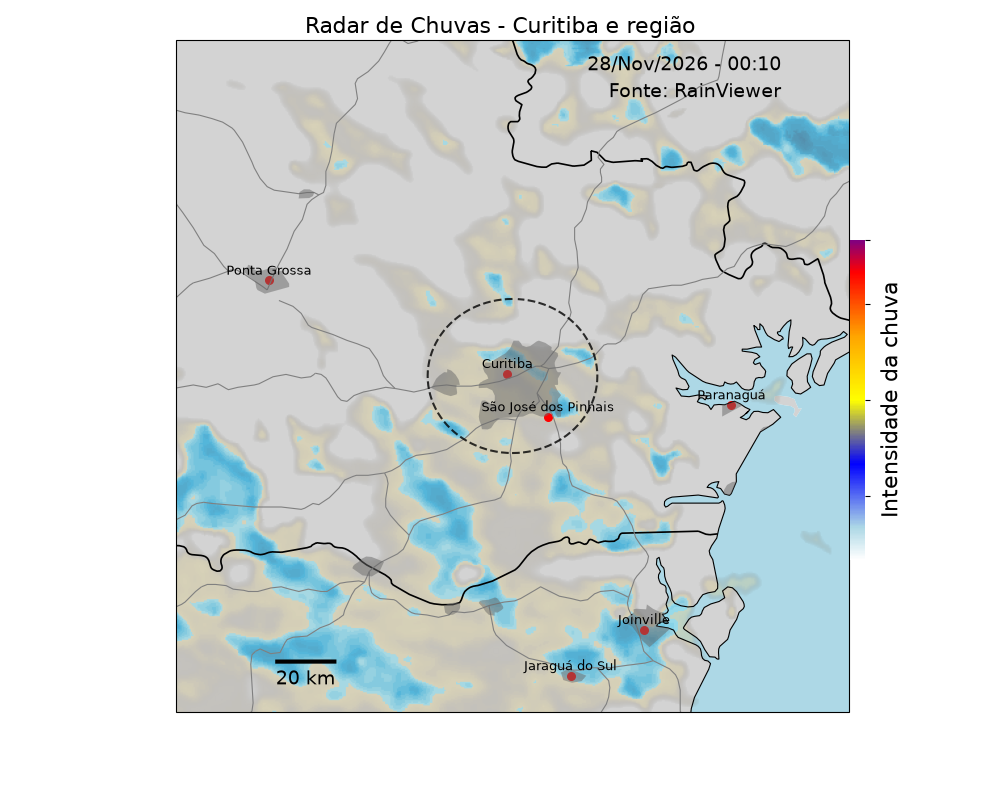 Radar de Chuvas - Curitiba e região
28/Nov/2026 - 00:10
Fonte: RainViewer
Ponta Grossa
Curitiba
São José dos Pinhais
Paranaguá
Joinville
Jaraguá do Sul
20 km
Intensidade da chuva